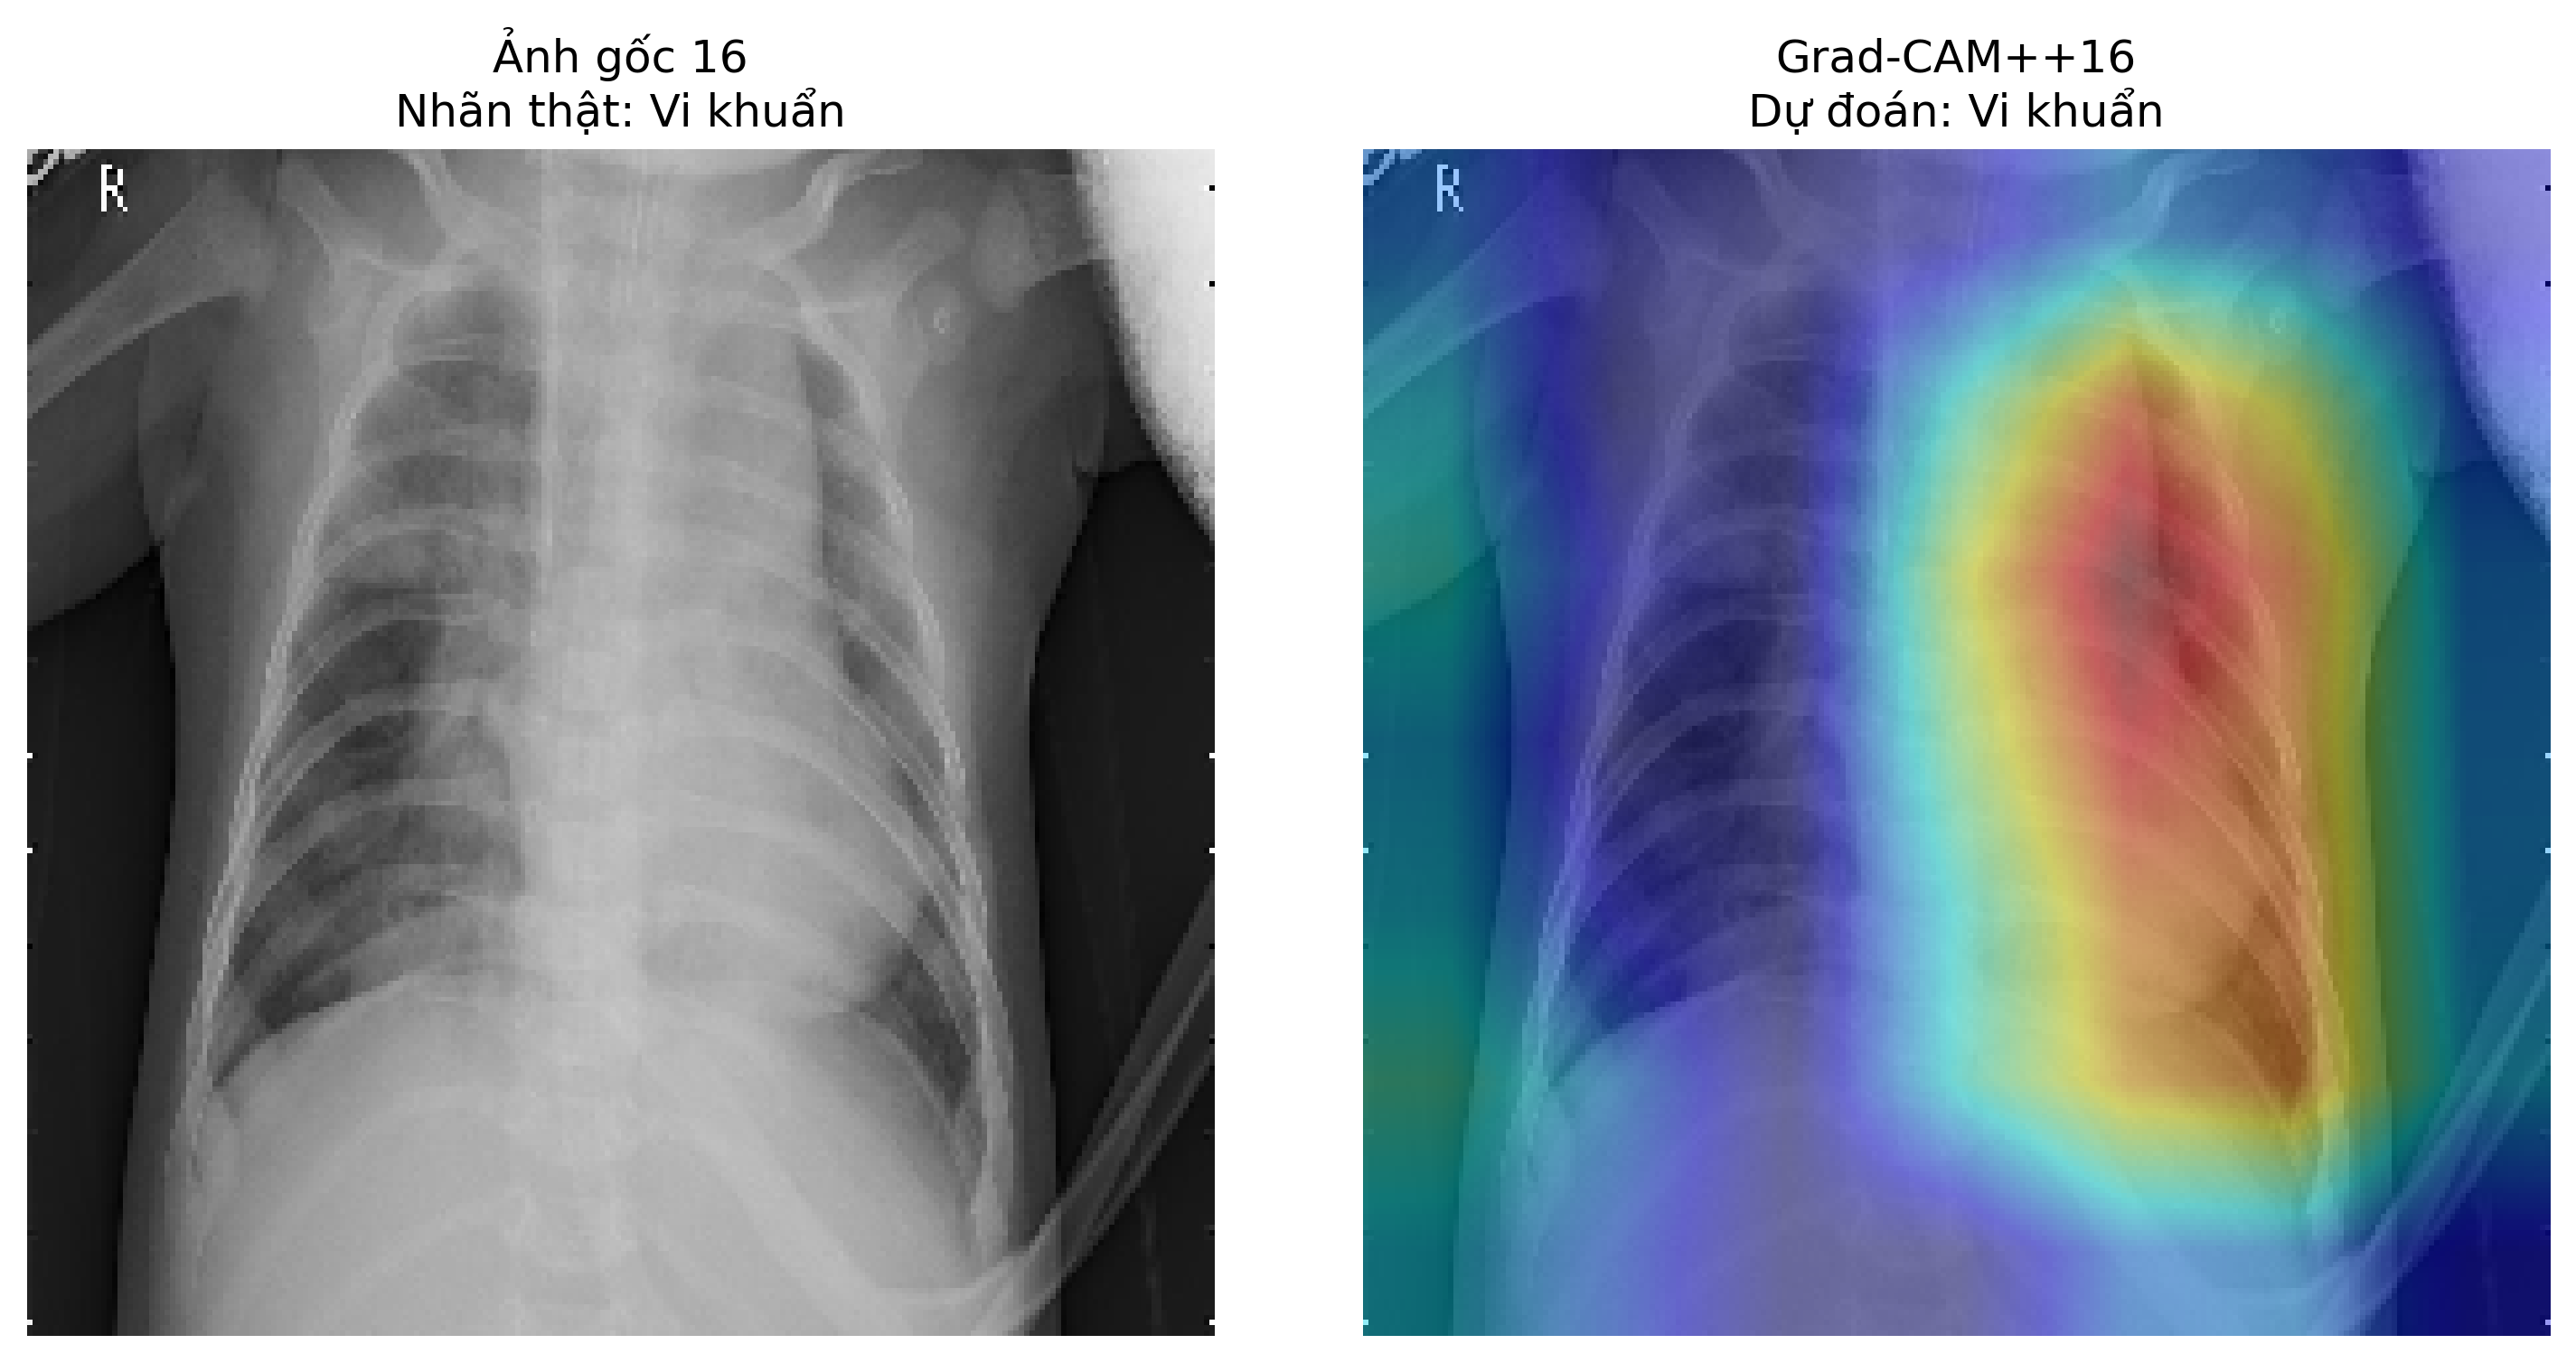 Ảnh gốc 16
Nhãn thật: Vi khuẩn
R
Grad-CAM++16
Dự đoán: Vi khuẩn
R